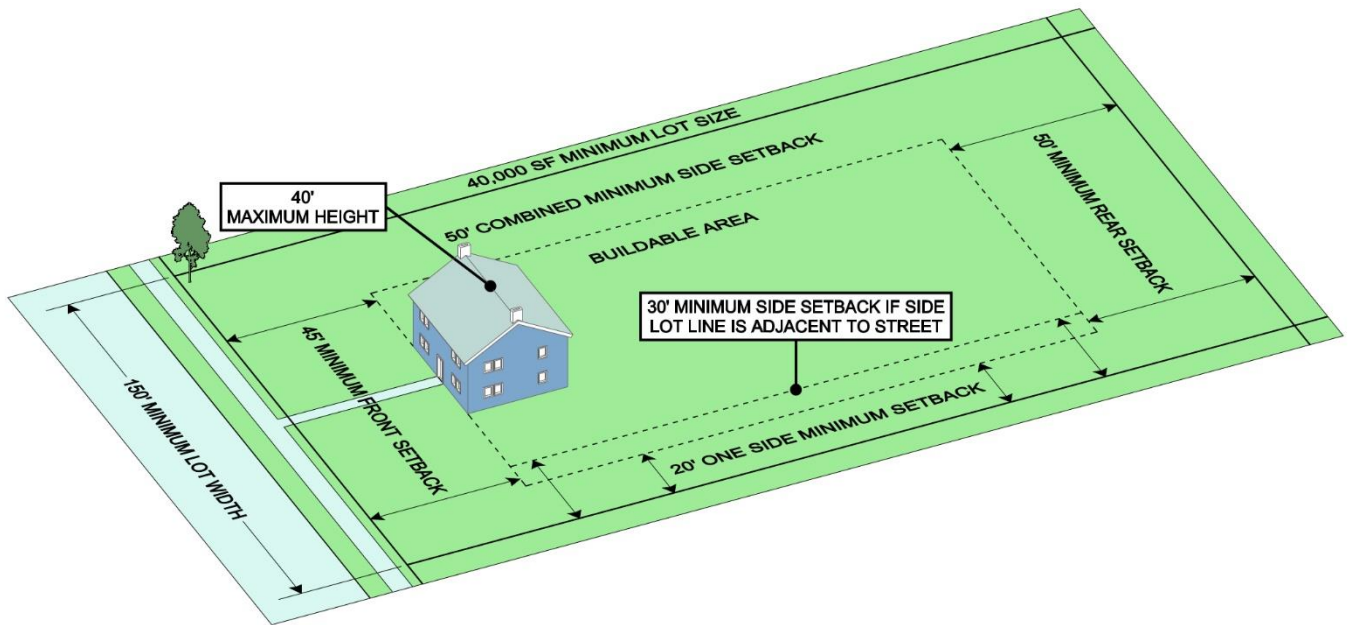 40,000 SF MINIMUM LOT SIZE
50' COMBINED MINIMUM SIDE SETBACK
40'
MAXIMUM HEIGHT
BUILDABLE AREA
50' MINIMUM REAR SETBACK
30' MINIMUM SIDE SETBACK IF SIDE
LOT LINE IS ADJACENT TO STREET
45' MINIMUM FRONT SETBACK
150' MINIMUM LOT WIDTH
20' ONE SIDE MINIMUM SETBACK